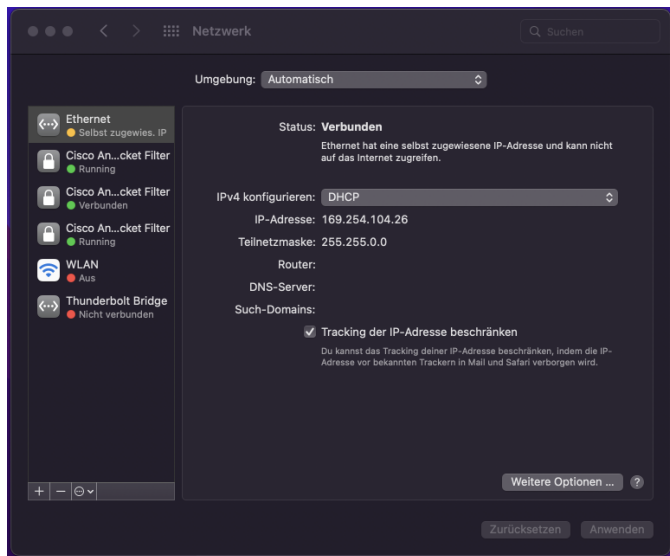 Netzwerk
Suchen
Umgebung: Automatisch
Ethernet
Selbst zugewies. IP
Cisco An...cket Filter
Running
Cisco An...cket Filter
Verbunden
Cisco An...cket Filter
Running
WLAN
Aus
Thunderbolt Bridge
Nicht verbunden
Status: Verbunden
Ethernet hat eine selbst zugewiesene IP-Adresse und kann nicht
auf das Internet zugreifen.
IPv4 konfigurieren: DHCP
IP-Adresse: 169.254.104.26
Teilnetzmaske: 255.255.0.0
Router:
DNS-Server:
Such-Domains:
Tracking der IP-Adresse beschränken
Du kannst das Tracking deiner IP-Adresse beschränken, indem die IP-
Adresse vor bekannten Trackern in Mail und Safari verborgen wird.
Weitere Optionen ... ?
Zurücksetzen Anwenden